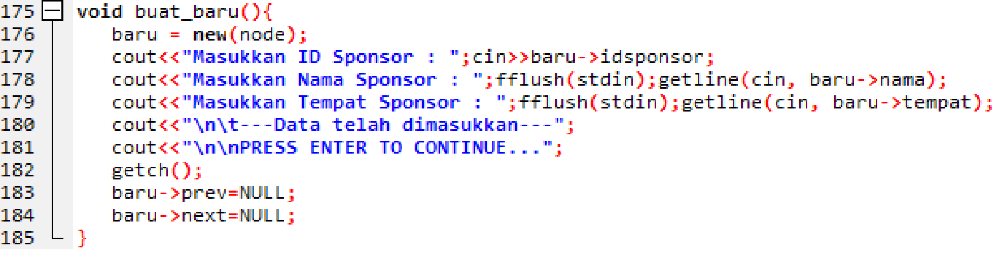 175 void buat_baru(){
176 baru = new(node);
177 cout<<"Masukkan ID Sponsor : ";cin>>baru->idsponsor;
178 cout<<"Masukkan Nama Sponsor : ";fflush(stdin);getline(cin, baru->nama);
179 cout<<"Masukkan Tempat Sponsor : ";fflush(stdin);getline(cin, baru->tempat);
180 cout<<"\n\t---Data telah dimasukkan---";
181 cout<<"\n\nPRESS ENTER TO CONTINUE...";
182 getch();
183 baru->prev=NULL;
184 baru->next=NULL;
185 }